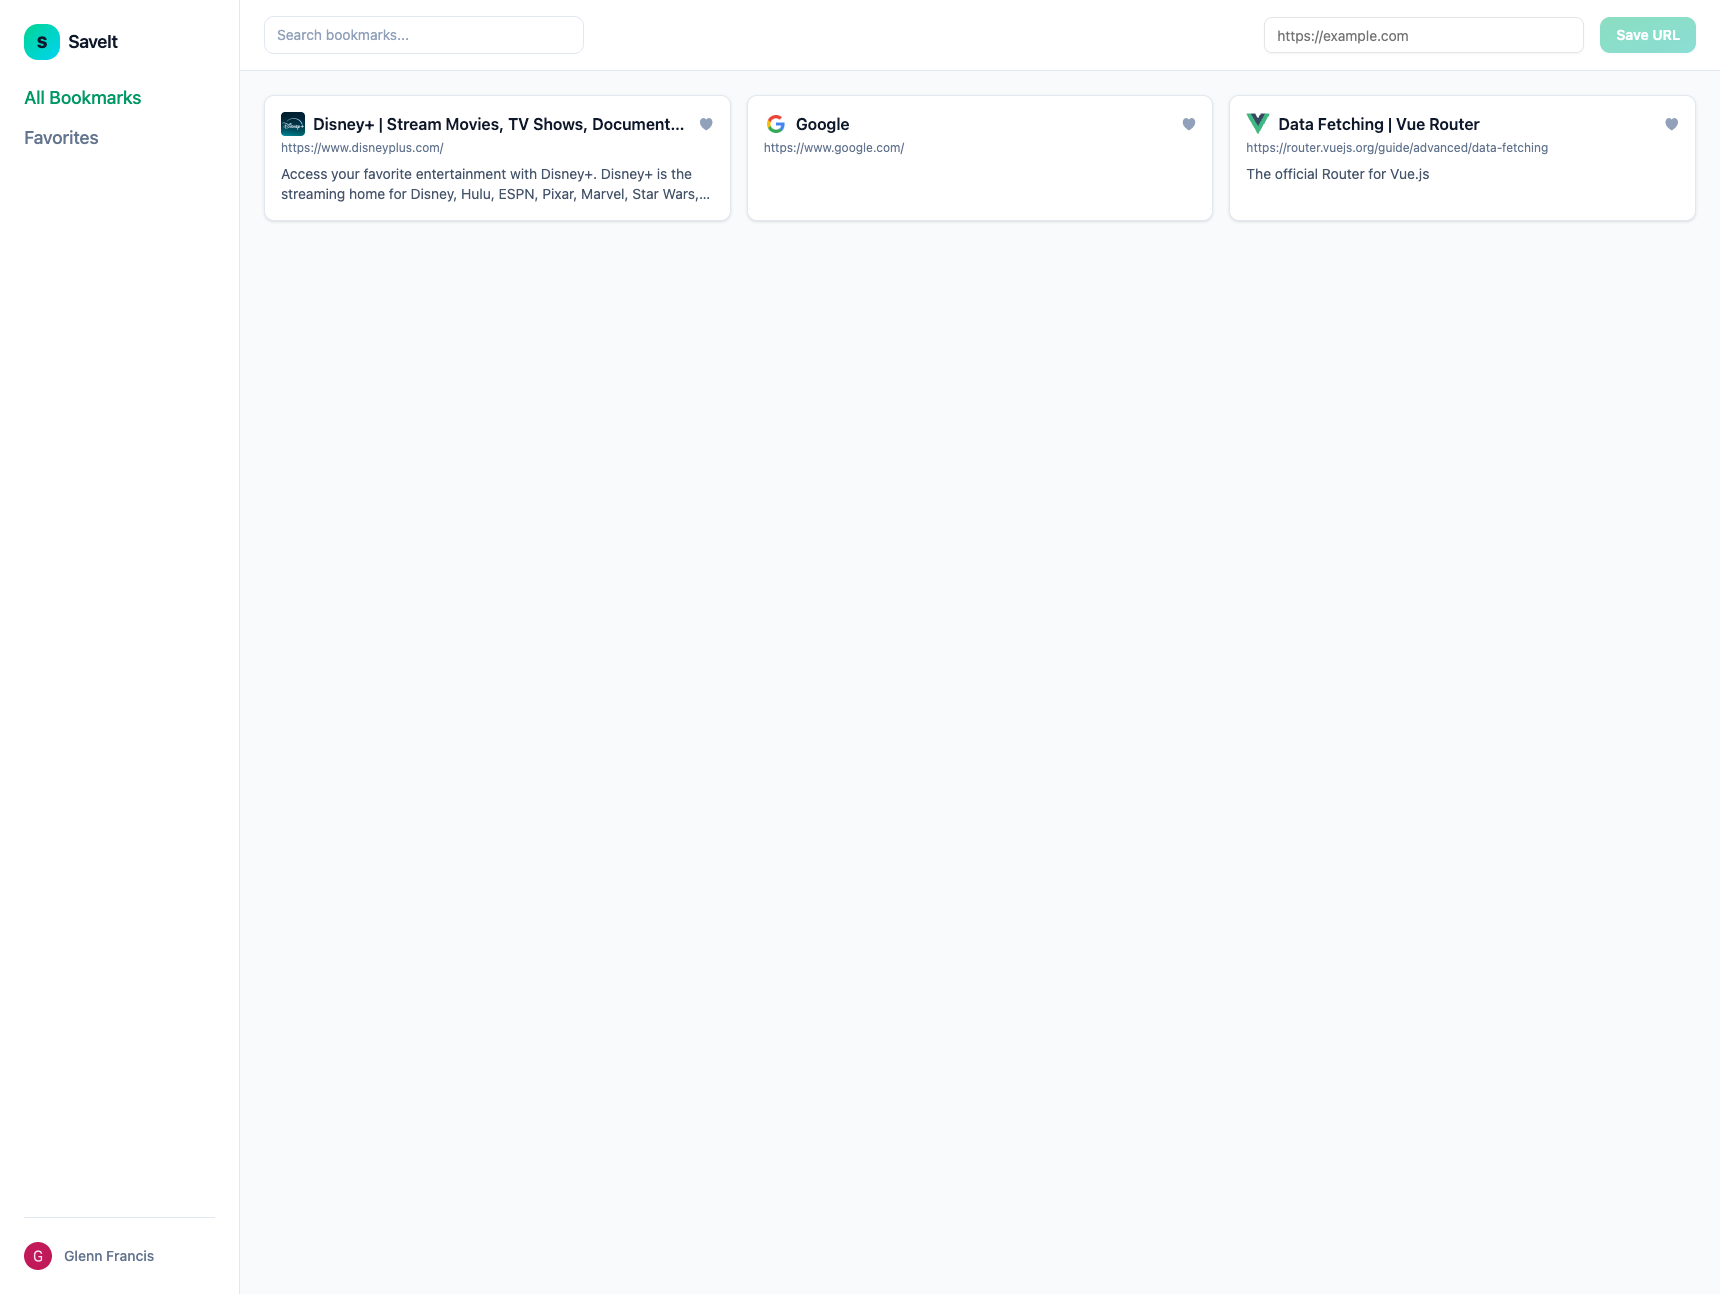 S SaveIt
All Bookmarks
Favorites
Search bookmarks...
https://example.com
Save URL
Disney+ | Stream Movies, TV Shows, Document...
https://www.disneyplus.com/
Access your favorite entertainment with Disney+. Disney+ is the
streaming home for Disney, Hulu, ESPN, Pixar, Marvel, Star Wars,...
Google
https://www.google.com/
Data Fetching | Vue Router
https://router.vuejs.org/guide/advanced/data-fetching
The official Router for Vue.js
G Glenn Francis